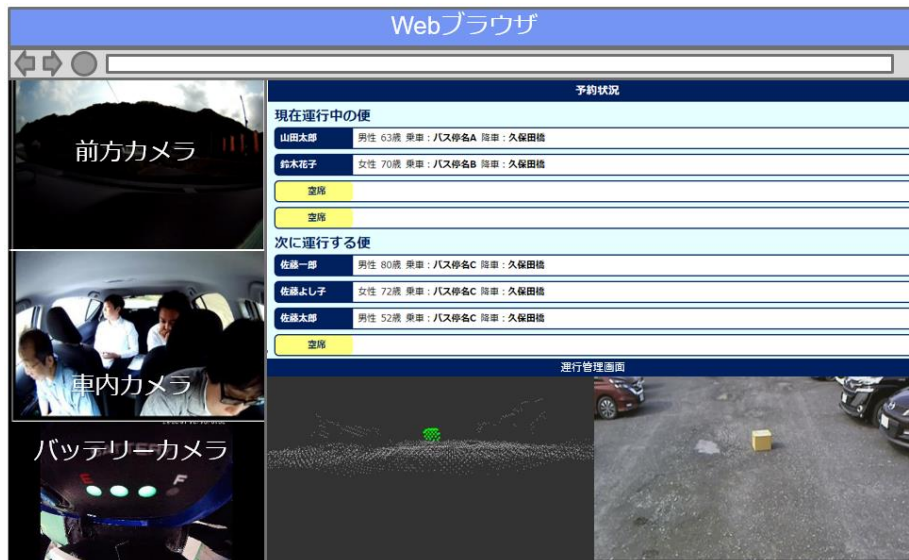 Webブラウザ
前方カメラ
車内カメラ
バッテリーカメラ
E
F
予約状況
現在運行中の便
山田太郎 男性 63歳 乗車：バス停名A 降車：久保田橋
鈴木花子 女性 70歳 乗車：バス停名B 降車：久保田橋
空席
空席
次に運行する便
佐藤一郎 男性 80歳 乗車：バス停名C 降車：久保田橋
佐藤よし子 女性 72歳 乗車：バス停名C 降車：久保田橋
佐藤太郎 男性 52歳 乗車：バス停名C 降車：久保田橋
空席
運行管理画面